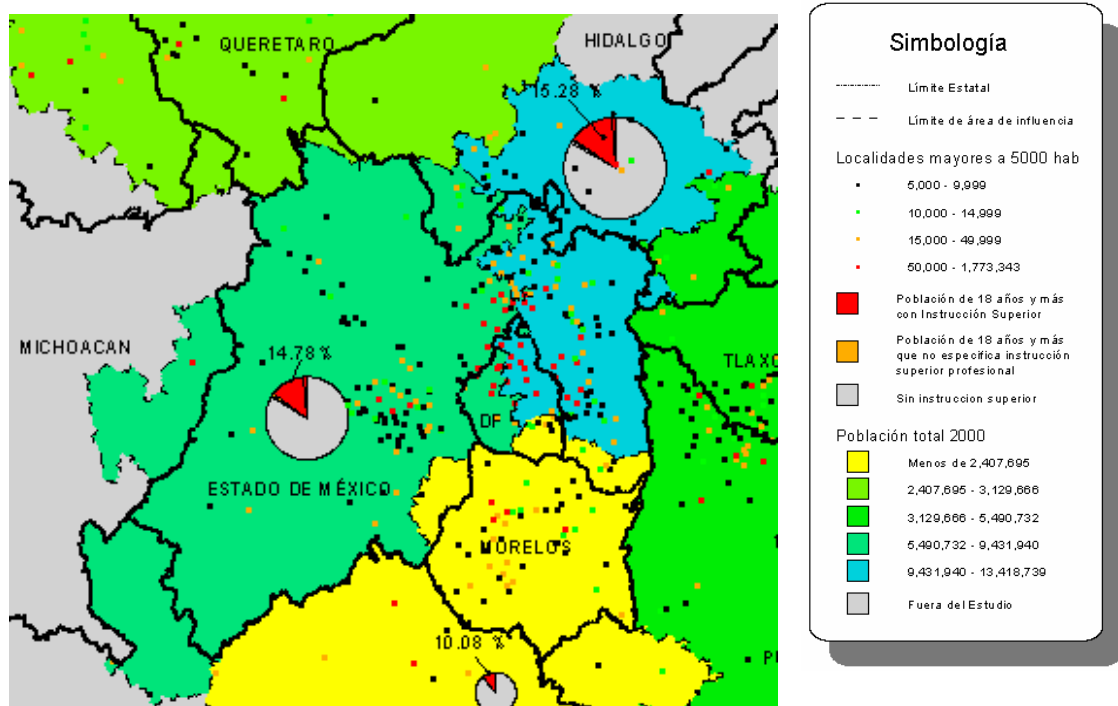 QUERETARO
HIDALGO
15.28 %
MICHOACAN
14.78 %
TLAXC
DF
ESTADO DE MÉXICO
MORELOS
10.08 %
Simbología
Límite Estatal
Límite de área de influencia
Localidades mayores a 5000 hab
5,000 - 9,999
10,000 - 14,999
15,000 - 49,999
50,000 - 1,773,343
Población de 18 años y más
con Instrucción Superior
Población de 18 años y más
que no especifica instrucción
superior profesional
Sin instruccion superior
Población total 2000
Menos de 2,407,695
2,407,695 - 3,129,666
3,129,666 - 5,490,732
5,490,732 - 9,431,940
9,431,940 - 13,418,739
Fuera del Estudio